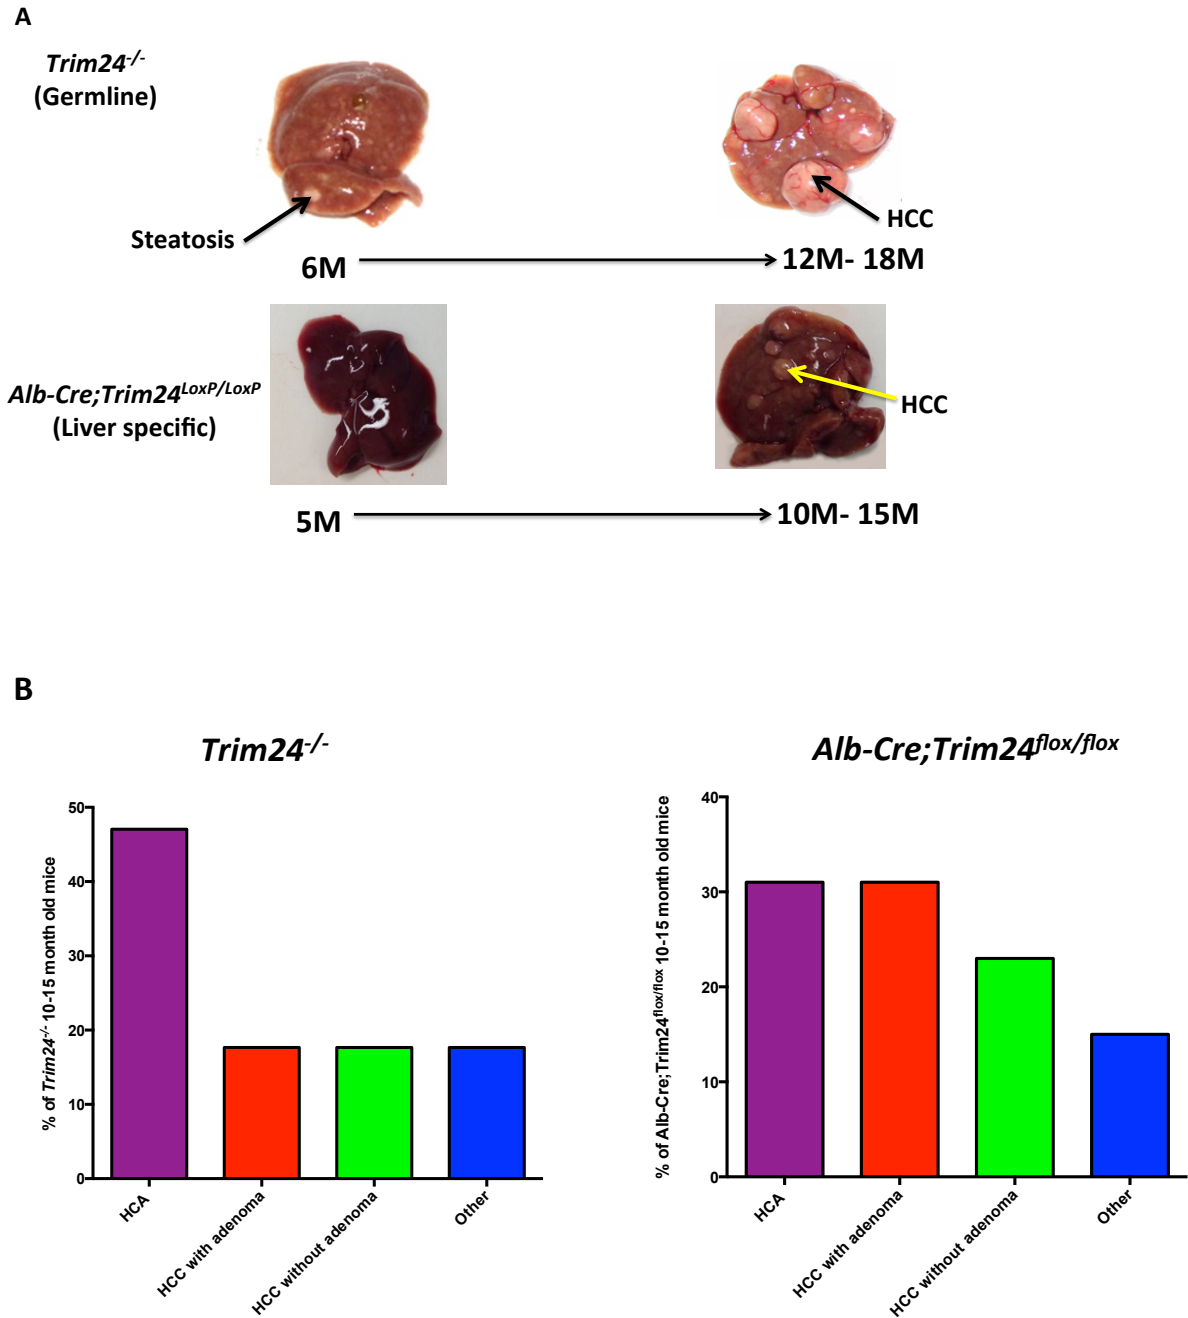 A
Trim24-/-
(Germline)
Steatosis
HCC
6M
12M- 18M
Alb-Cre;Trim24LoxP/LoxP
(Liver specific)
HCC
5M
10M- 15M
B
Trim24-/-
% of Trim24-/- 10-15 month old mice
50
40
30
20
10
0
HCA
HCC with adenoma
HCC without adenoma
Other
Alb-Cre;Trim24flox/flox
% of Alb-Cre;Trim24flox/flox 10-15 month old mice
40
30
20
10
0
HCA
HCC with adenoma
HCC without adenoma
Other